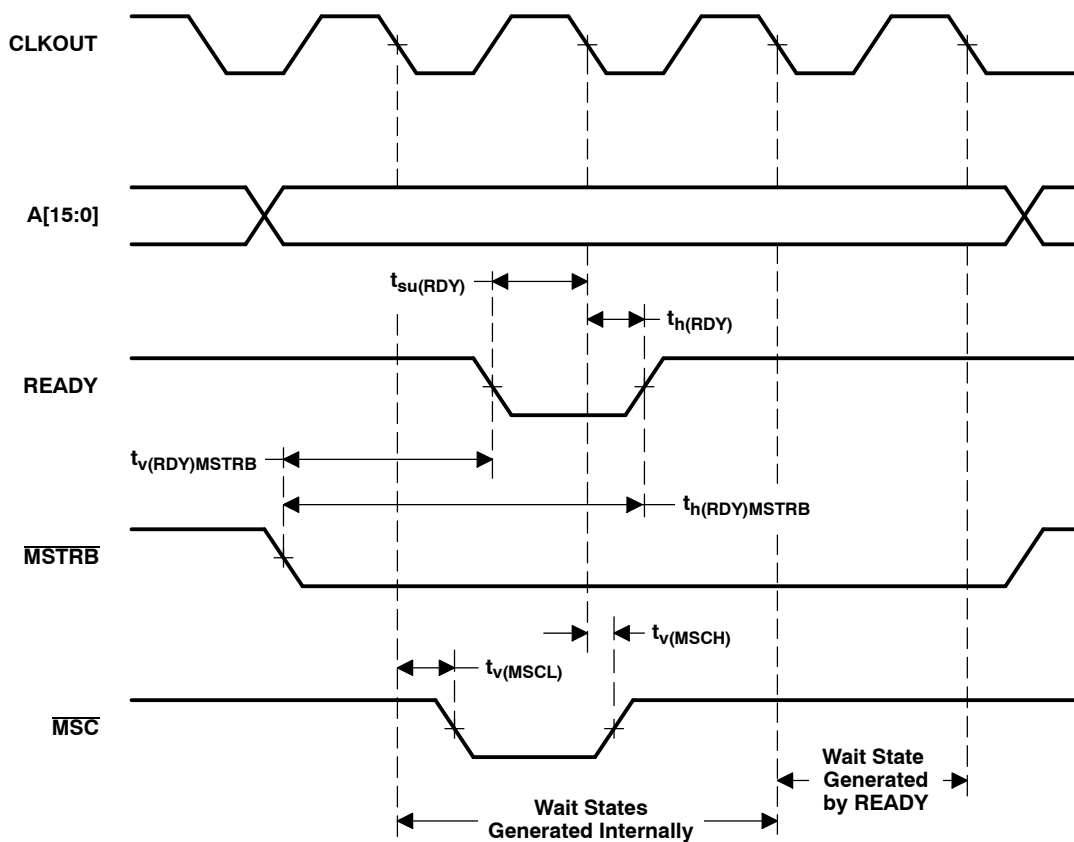 CLKOUT
A[15:0]
tsu(RDY)
th(RDY)
READY
tv(RDY)MSTRB
th(RDY)MSTRB
MSTRB
tv(MSCH)
tv(MSCL)
MSC
Wait State
Generated
by READY
Wait States
Generated Internally